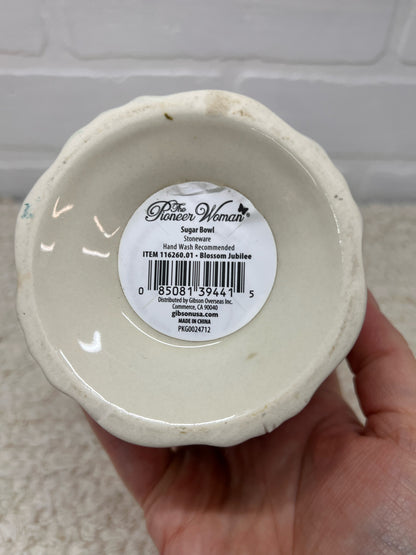 The
Pioneer Woman®
Sugar Bowl
Stoneware
Hand Wash Recommended
ITEM 116260.01 - Blossom Jubilee
0 85081 39441 5
Distributed by Gibson Overseas Inc.
Commerce, CA 90040
gibsonusa.com
MADE IN CHINA
PKG0024712